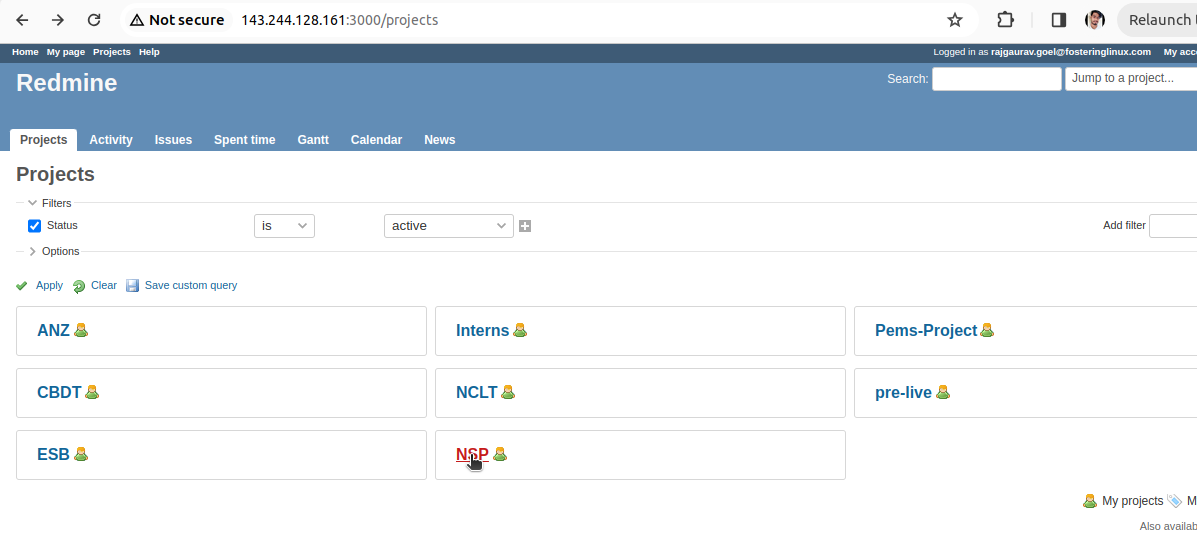 Not secure 143.244.128.161:3000/projects Relaunch
Home My page Projects Help Logged in as rajgaurav.goel@fosteringlinux.com My acc
Redmine Search: Jump to a project...
Projects Activity Issues Spent time Gantt Calendar News
Projects
Filters
Status is active Add filter
Options
Apply Clear Save custom query
ANZ Interns Pems-Project
CBDT NCLT pre-live
ESB NSP
My projects M
Also availab